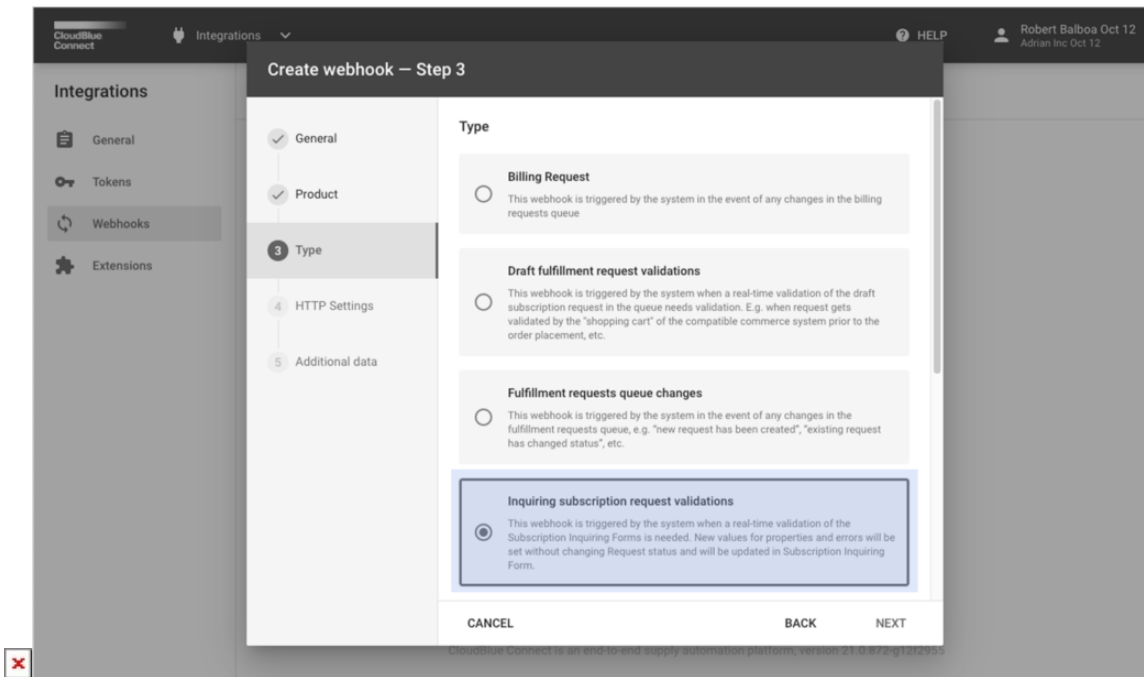 CloudBlue
Connect
Integrations
HELP
Robert Balboa Oct 12
Adrian Inc Oct 12
Integrations
General
Tokens
Webhooks
Extensions
Create webhook — Step 3
General
Product
3 Type
4 HTTP Settings
5 Additional data
Type
Billing Request
This webhook is triggered by the system in the event of any changes in the billing
requests queue
Draft fulfillment request validations
This webhook is triggered by the system when a real-time validation of the draft
subscription request in the queue needs validation. E.g. when request gets
validated by the "shopping cart" of the compatible commerce system prior to the
order placement, etc.
Fulfillment requests queue changes
This webhook is triggered by the system in the event of any changes in the
fulfillment requests queue, e.g. "new request has been created", "existing request
has changed status", etc.
Inquiring subscription request validations
This webhook is triggered by the system when a real-time validation of the
Subscription Inquiring Forms is needed. New values for properties and errors will be
set without changing Request status and will be updated in Subscription Inquiring
Form.
CANCEL
BACK
NEXT
CloudBlue Connect is an end-to-end supply automation platform, version 21.0.872-g12f2955